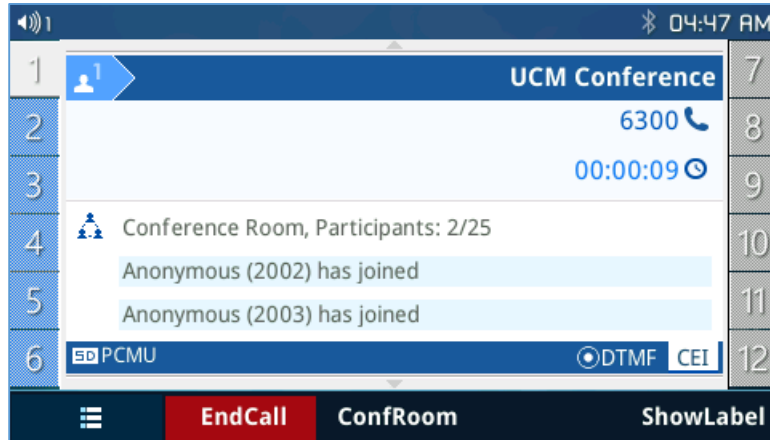 1 04:47 AM
1 1 UCM Conference 7
2 6300 8
3 00:00:09 9
4 Conference Room, Participants: 2/25 10
Anonymous (2002) has joined
5 Anonymous (2003) has joined 11
6 SD PCMU DTMF CEI 12
EndCall ConfRoom ShowLabel